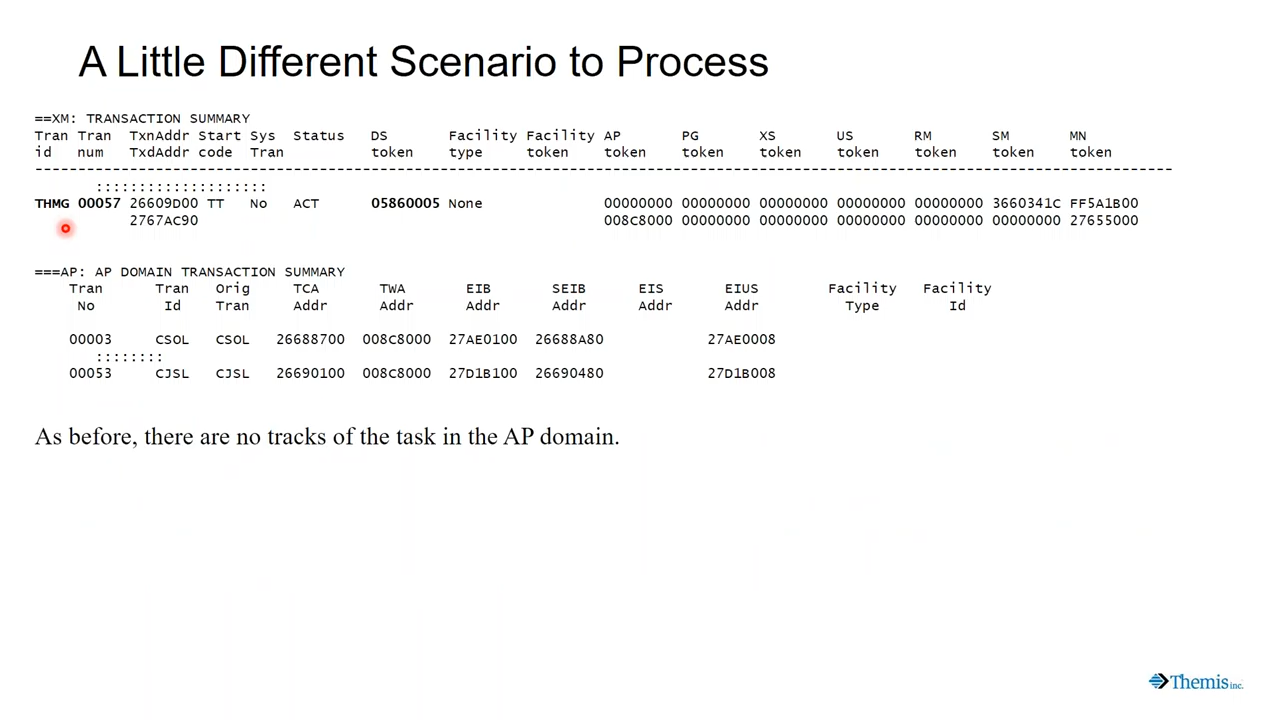 A Little Different Scenario to Process
==XM: TRANSACTION SUMMARY
Tran Tran TxnAddr Start Sys Status DS Facility Facility AP PG XS US RM SM MN
id num TxdAddr code Tran token type token token token token token token token token
-----------------------------------------------------------------------------------------------------------------------------------
::::::::::::::::::::
THMG 00057 26609D00 TT No ACT 05860005 None 00000000 00000000 00000000 00000000 00000000 3660341C FF5A1B00
2767AC90 008C8000 00000000 00000000 00000000 00000000 00000000 27655000
===AP: AP DOMAIN TRANSACTION SUMMARY
Tran Tran Orig TCA TWA EIB SEIB EIS EIUS Facility Facility
No Id Tran Addr Addr Addr Addr Addr Addr Type Id
00003 CSOL CSOL 26688700 008C8000 27AE0100 26688A80 27AE0008
::::::::
00053 CJSL CJSL 26690100 008C8000 27D1B100 26690480 27D1B008
As before, there are no tracks of the task in the AP domain.
Themis inc.